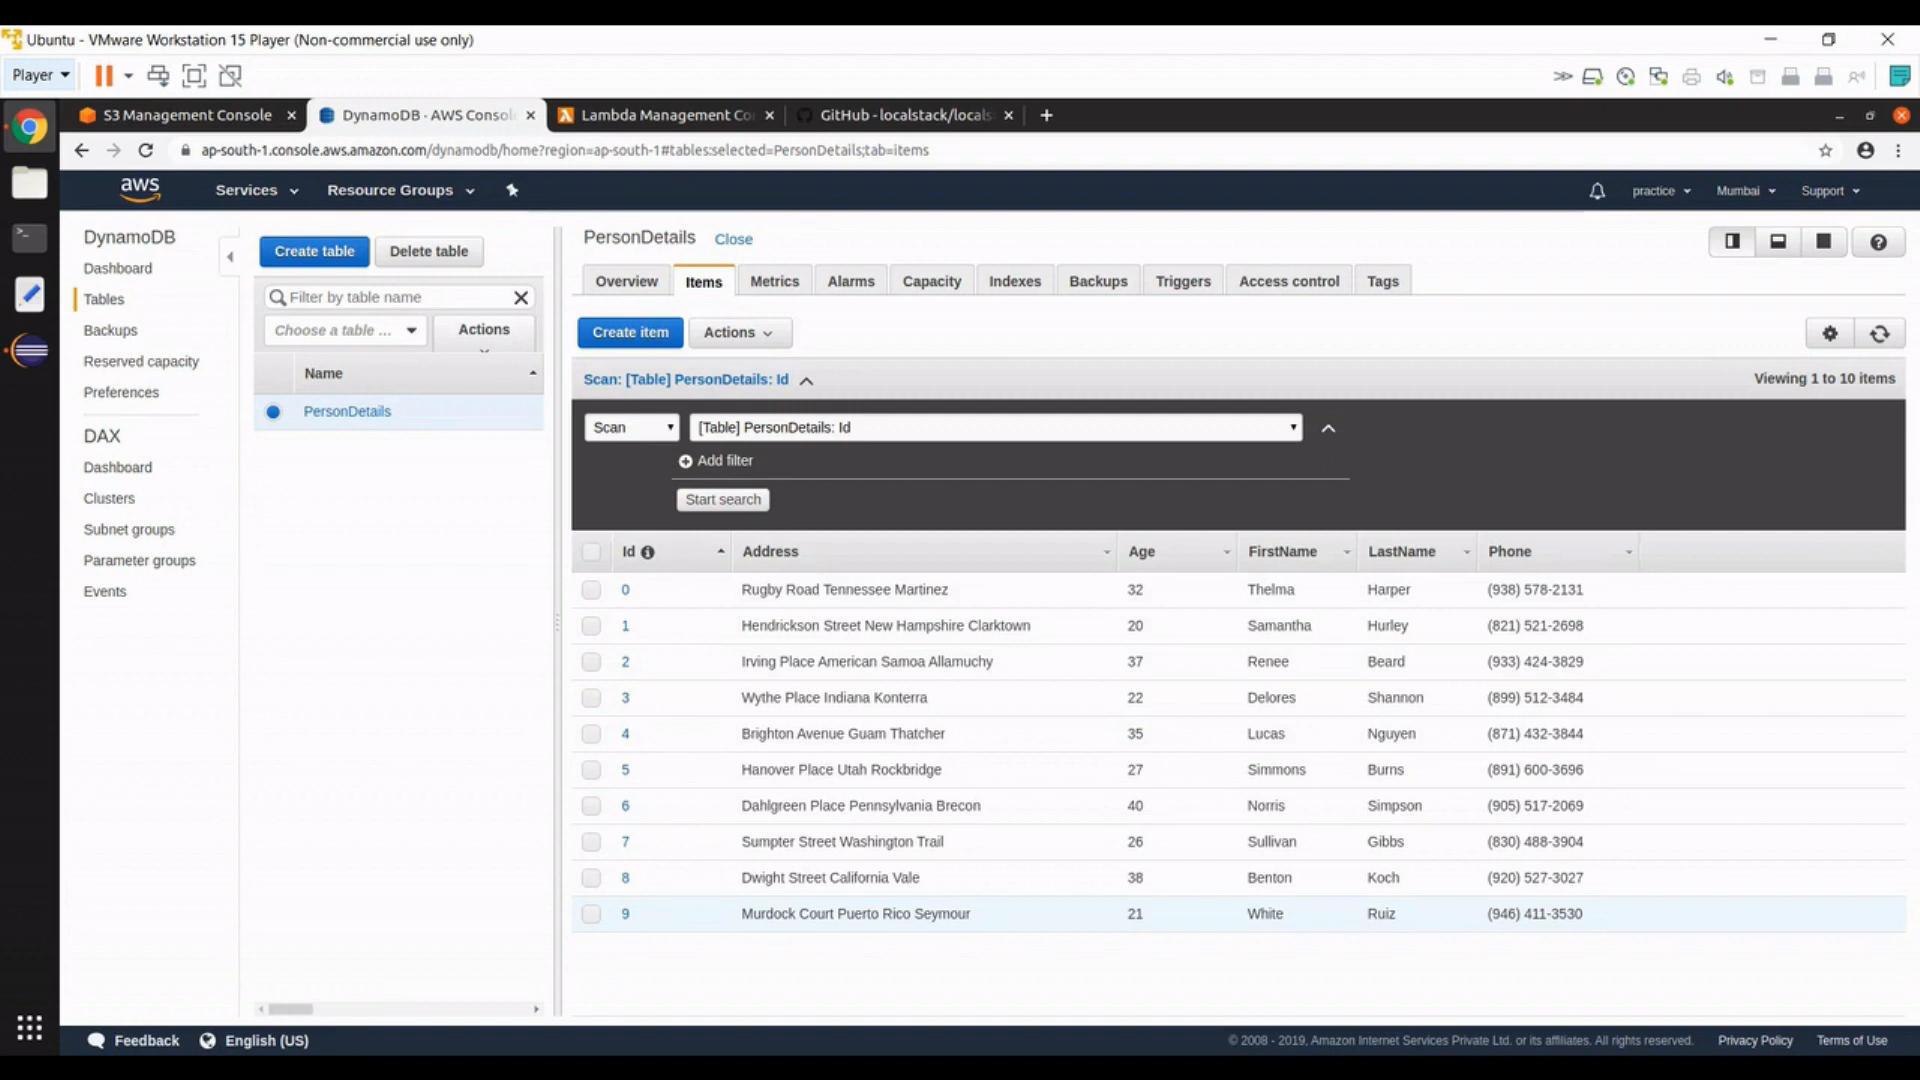 Ubuntu - VMware Workstation 15 Player (Non-commercial use only)
Player
S3 Management Console
DynamoDB - AWS Consol
Lambda Management Co
GitHub - localstack/locals
ap-south-1.console.aws.amazon.com/dynamodb/home?region=ap-south-1#tables:selected=PersonDetails;tab=items
aws
Services
Resource Groups
practice
Mumbai
Support
DynamoDB
Dashboard
Tables
Backups
Reserved capacity
Preferences
DAX
Dashboard
Clusters
Subnet groups
Parameter groups
Events
Create table
Delete table
Filter by table name
Choose a table ...
Actions
Name
PersonDetails
PersonDetails Close
Overview Items Metrics Alarms Capacity Indexes Backups Triggers Access control Tags
Create item
Actions
Scan: [Table] PersonDetails: Id
Viewing 1 to 10 items
Scan
[Table] PersonDetails: Id
Add filter
Start search
Id Address Age FirstName LastName Phone
0 Rugby Road Tennessee Martinez 32 Thelma Harper (938) 578-2131
1 Hendrickson Street New Hampshire Clarktown 20 Samantha Hurley (821) 521-2698
2 Irving Place American Samoa Allamuchy 37 Renee Beard (933) 424-3829
3 Wythe Place Indiana Konterra 22 Delores Shannon (899) 512-3484
4 Brighton Avenue Guam Thatcher 35 Lucas Nguyen (871) 432-3844
5 Hanover Place Utah Rockbridge 27 Simmons Burns (891) 600-3696
6 Dahlgreen Place Pennsylvania Brecon 40 Norris Simpson (905) 517-2069
7 Sumpter Street Washington Trail 26 Sullivan Gibbs (830) 488-3904
8 Dwight Street California Vale 38 Benton Koch (920) 527-3027
9 Murdock Court Puerto Rico Seymour 21 White Ruiz (946) 411-3530
Feedback
English (US)
© 2008 - 2019, Amazon Internet Services Private Ltd. or its affiliates. All rights reserved.
Privacy Policy
Terms of Use